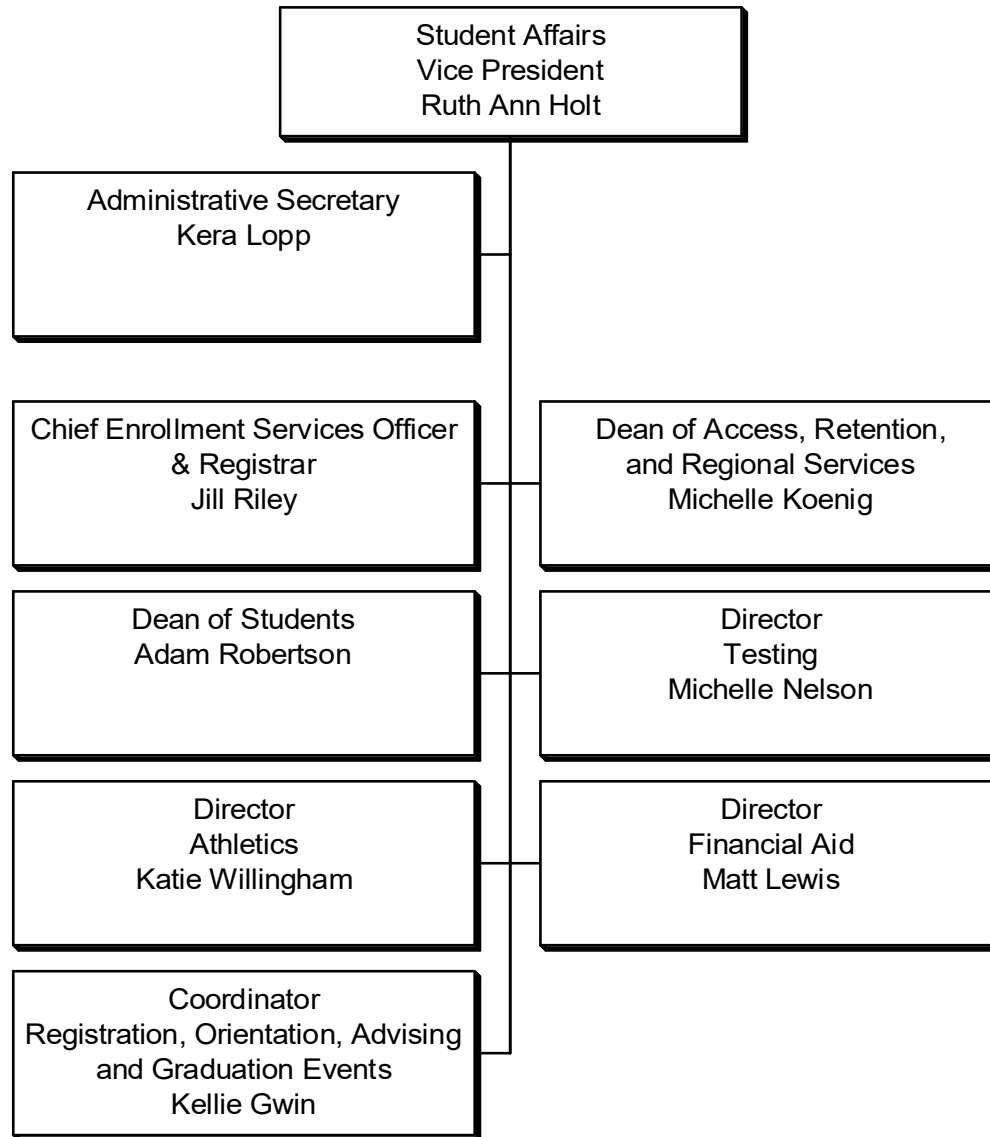 Student Affairs
Vice President
Ruth Ann Holt
Administrative Secretary
Kera Lopp
Chief Enrollment Services Officer
& Registrar
Jill Riley
Dean of Access, Retention,
and Regional Services
Michelle Koenig
Dean of Students
Adam Robertson
Director
Testing
Michelle Nelson
Director
Athletics
Katie Willingham
Director
Financial Aid
Matt Lewis
Coordinator
Registration, Orientation, Advising
and Graduation Events
Kellie Gwin